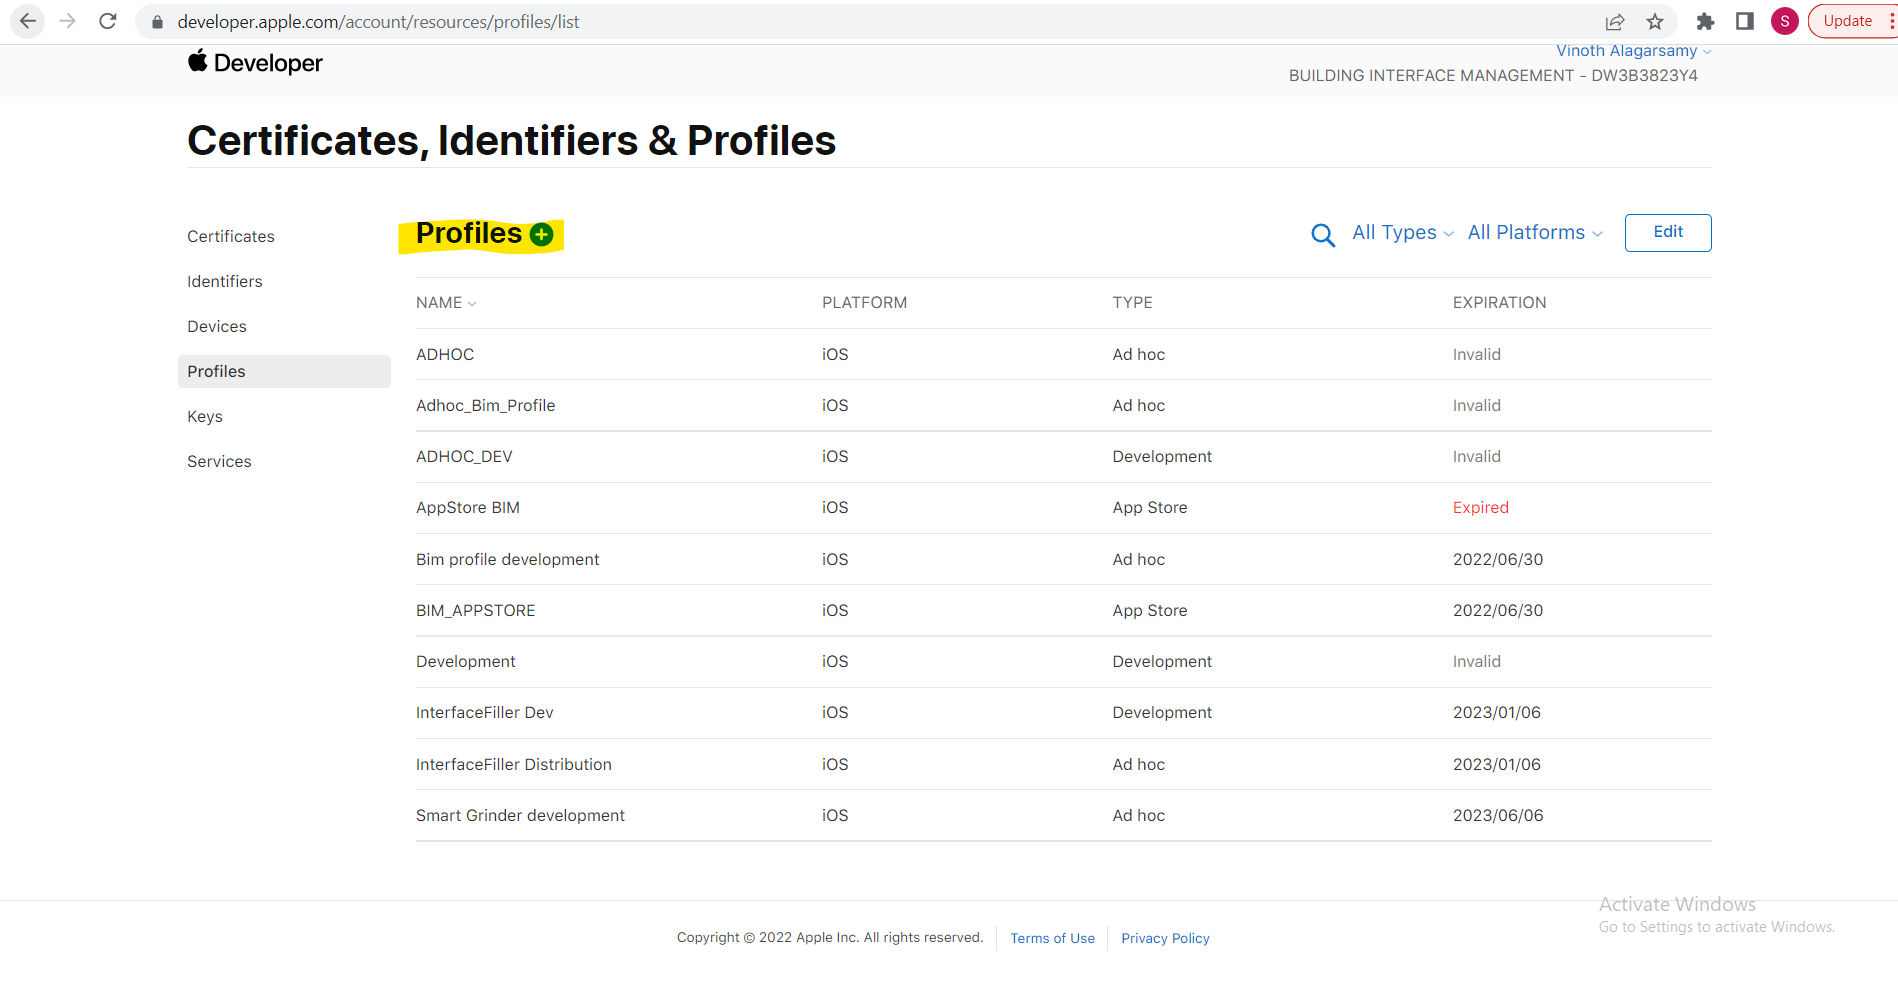 developer.apple.com/account/resources/profiles/list
S
Update
Developer
Vinoth Alagarsamy
BUILDING INTERFACE MANAGEMENT - DW3B3823Y4
Certificates, Identifiers & Profiles
Certificates
Identifiers
Devices
Profiles
Keys
Services
Profiles
All Types
All Platforms
Edit
NAME PLATFORM TYPE EXPIRATION
ADHOC iOS Ad hoc Invalid
Adhoc_Bim_Profile iOS Ad hoc Invalid
ADHOC_DEV iOS Development Invalid
AppStore BIM iOS App Store Expired
Bim profile development iOS Ad hoc 2022/06/30
BIM_APPSTORE iOS App Store 2022/06/30
Development iOS Development Invalid
InterfaceFiller Dev iOS Development 2023/01/06
InterfaceFiller Distribution iOS Ad hoc 2023/01/06
Smart Grinder development iOS Ad hoc 2023/06/06
Activate Windows
Go to Settings to activate Windows.
Copyright © 2022 Apple Inc. All rights reserved. Terms of Use Privacy Policy